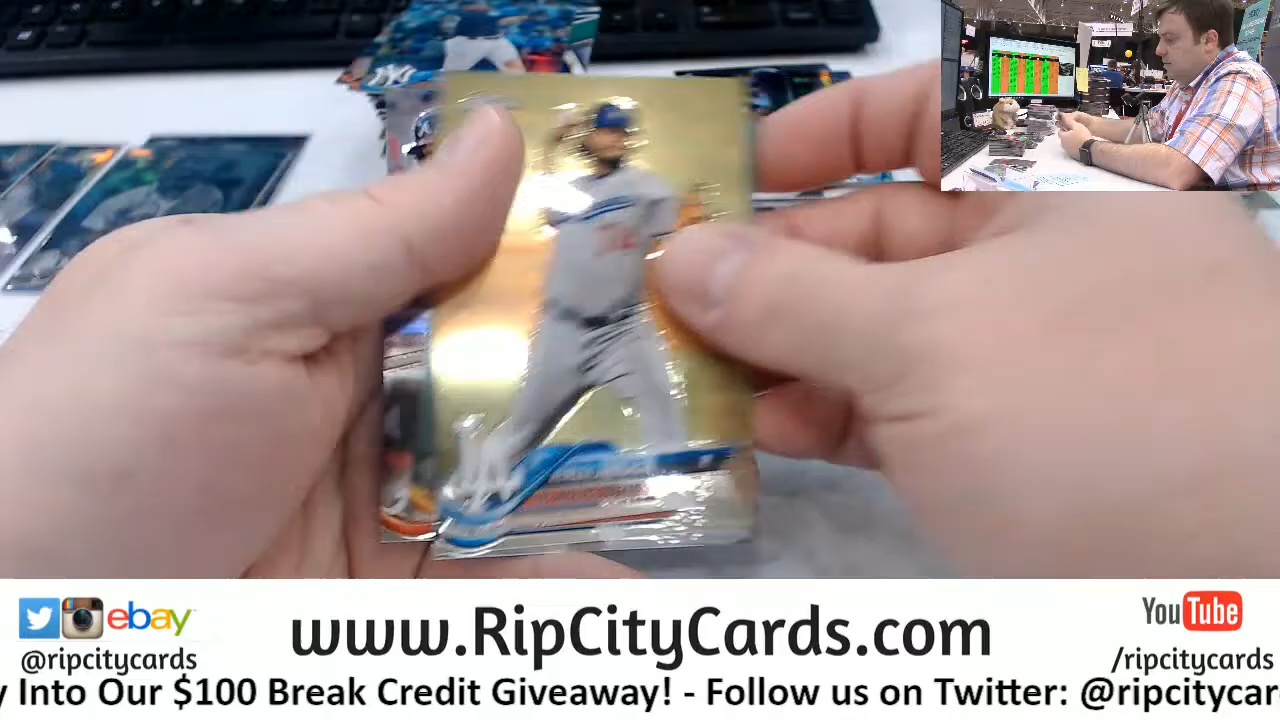 www.RipCityCards.com
ebay
@ripcitycards
YouTube
/ripcitycards
y Into Our $100 Break Credit Giveaway! - Follow us on Twitter: @ripcitycar